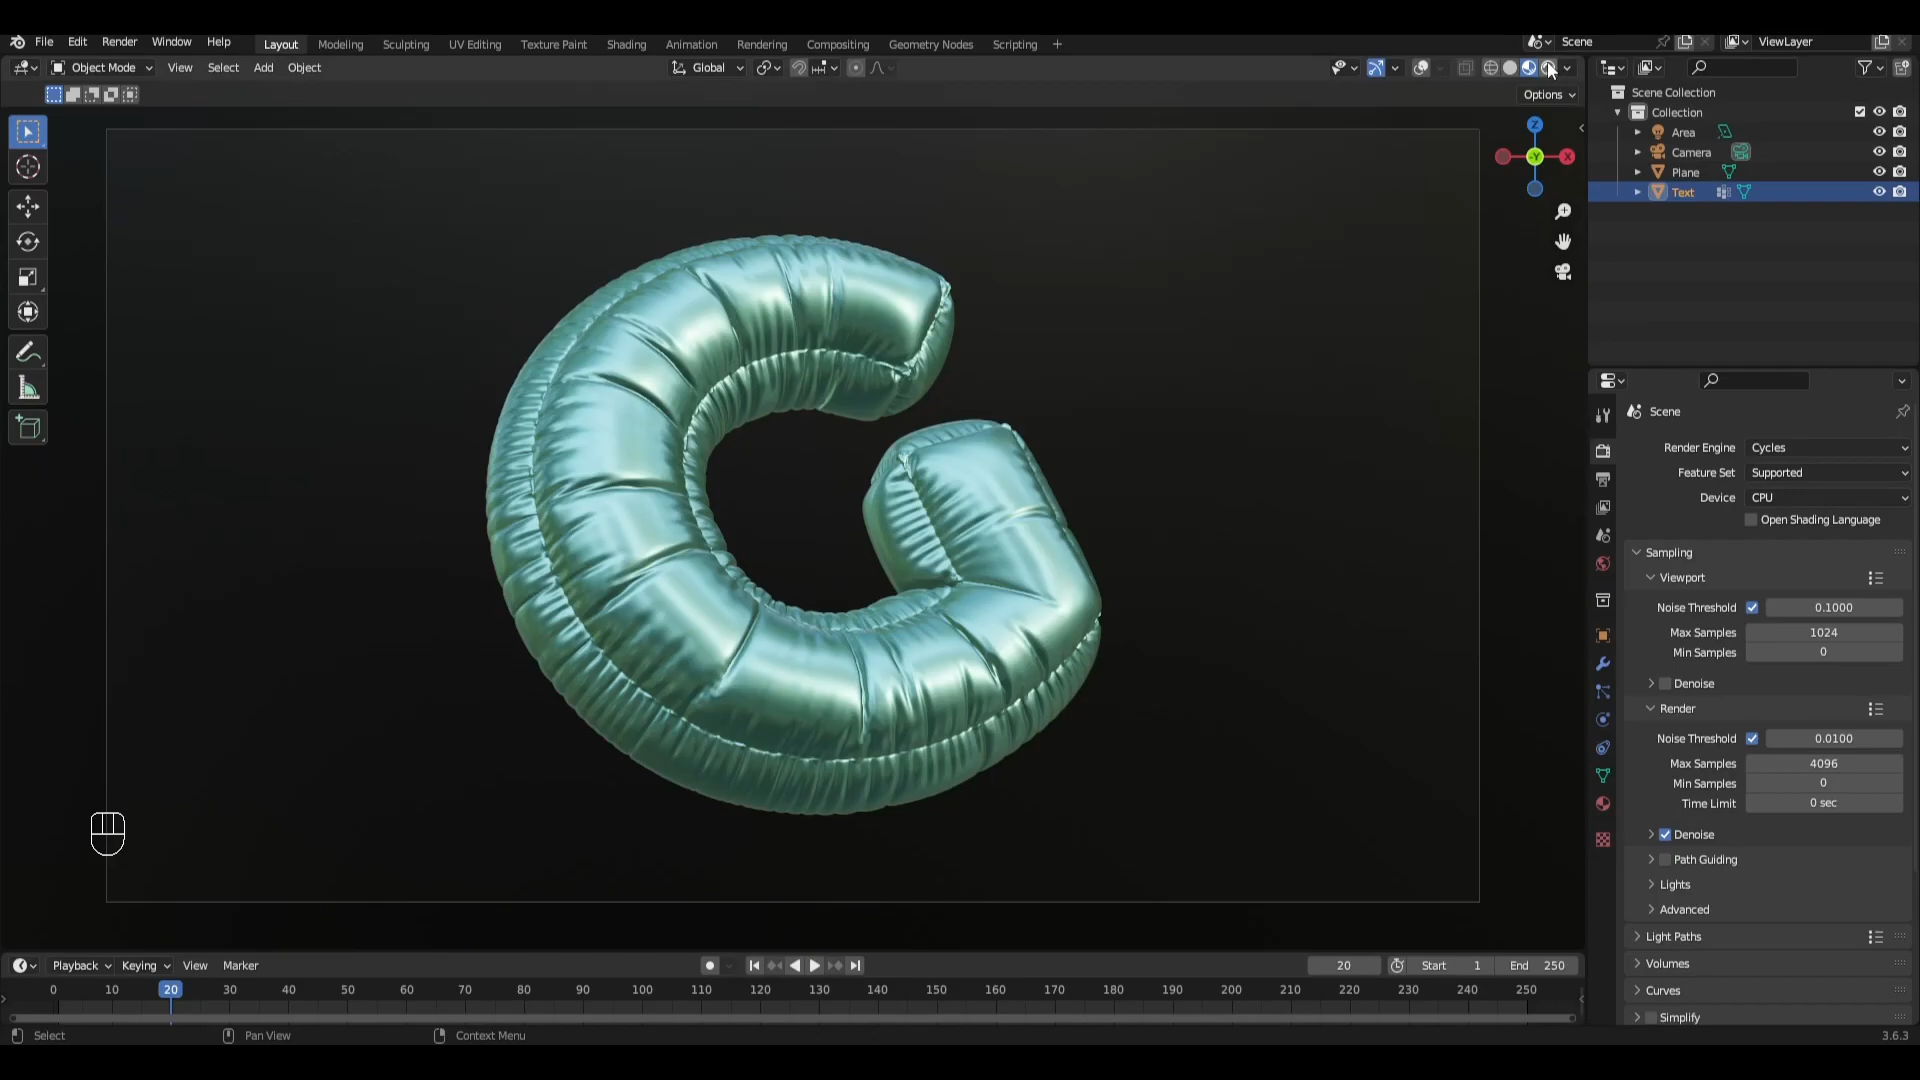 File Edit Render Window Help Layout Modeling Sculpting UV Editing Texture Paint Shading Animation Rendering Compositing Geometry Nodes Scripting + Scene ViewLayer
Object Mode View Select Add Object Global
Options
Z
-Y X
Scene Collection
Collection
Area
Camera
Plane
Text
Scene
Render Engine Cycles
Feature Set Supported
Device CPU
Open Shading Language
Sampling
Viewport
Noise Threshold 0.1000
Max Samples 1024
Min Samples 0
Denoise
Render
Noise Threshold 0.0100
Max Samples 4096
Min Samples 0
Time Limit 0 sec
Denoise
Path Guiding
Lights
Advanced
Light Paths
Volumes
Curves
Simplify
G
Playback Keying View Marker 20 Start 1 End 250
0 10 20 30 40 50 60 70 80 90 100 110 120 130 140 150 160 170 180 190 200 210 220 230 240 250
Select Pan View Context Menu 3.6.3